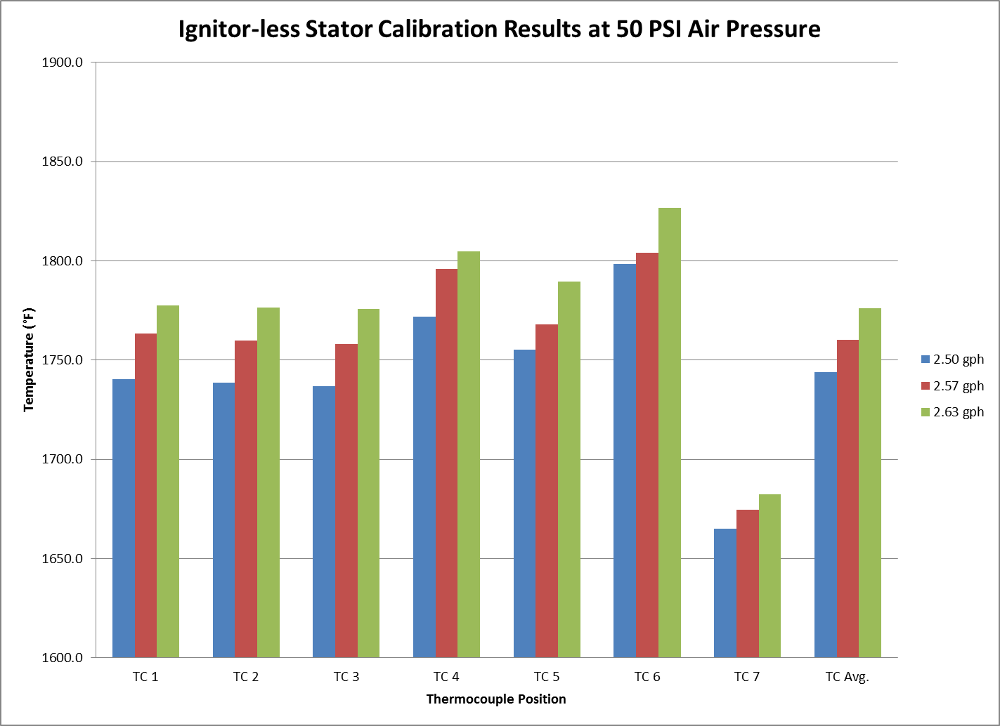 Ignitor-less Stator Calibration Results at 50 PSI Air Pressure
1900.0
1850.0
1800.0
1750.0
1700.0
1650.0
1600.0
Temperature (°F)
TC 1
TC 2
TC 3
TC 4
TC 5
TC 6
TC 7
TC Avg.
Thermocouple Position
2.50 gph
2.57 gph
2.63 gph